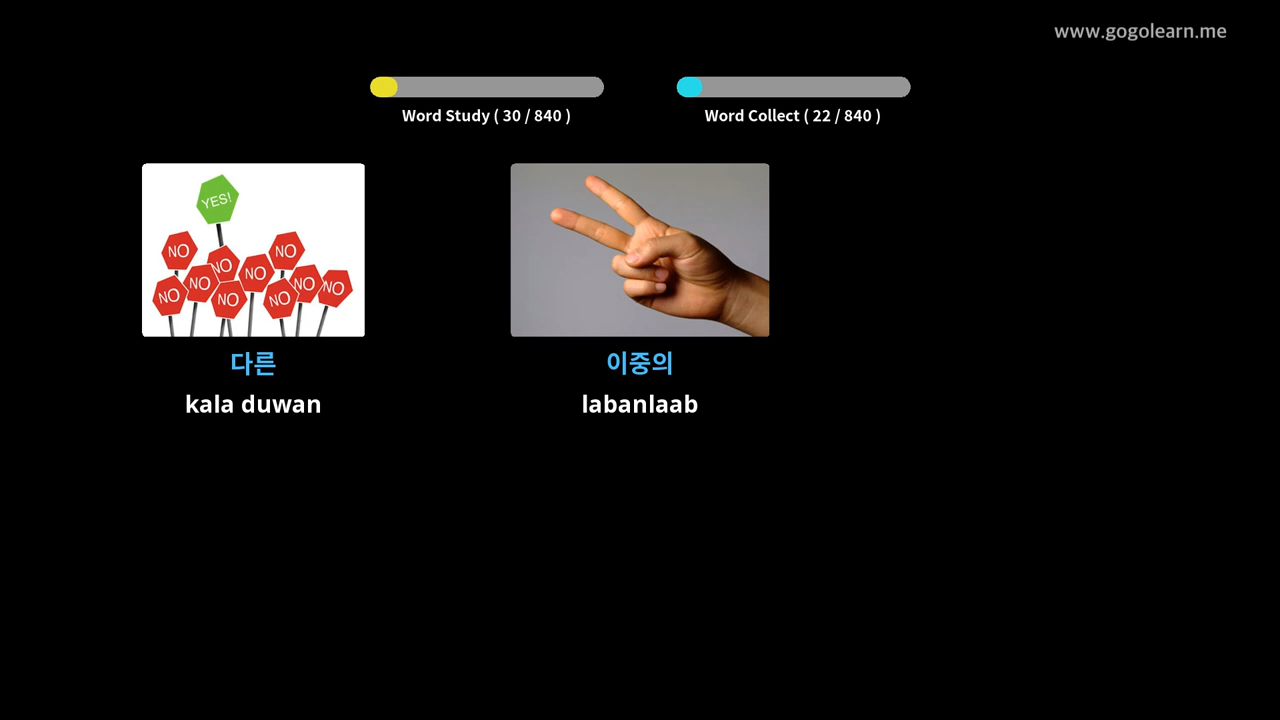 www.gogolearn.me
Word Study ( 30 / 840 )
Word Collect ( 22 / 840 )
YES!
NO
NO
NO
NO
NO
NO
NO
NO
NO
NO
다른
이중의
kala duwan
labanlaab